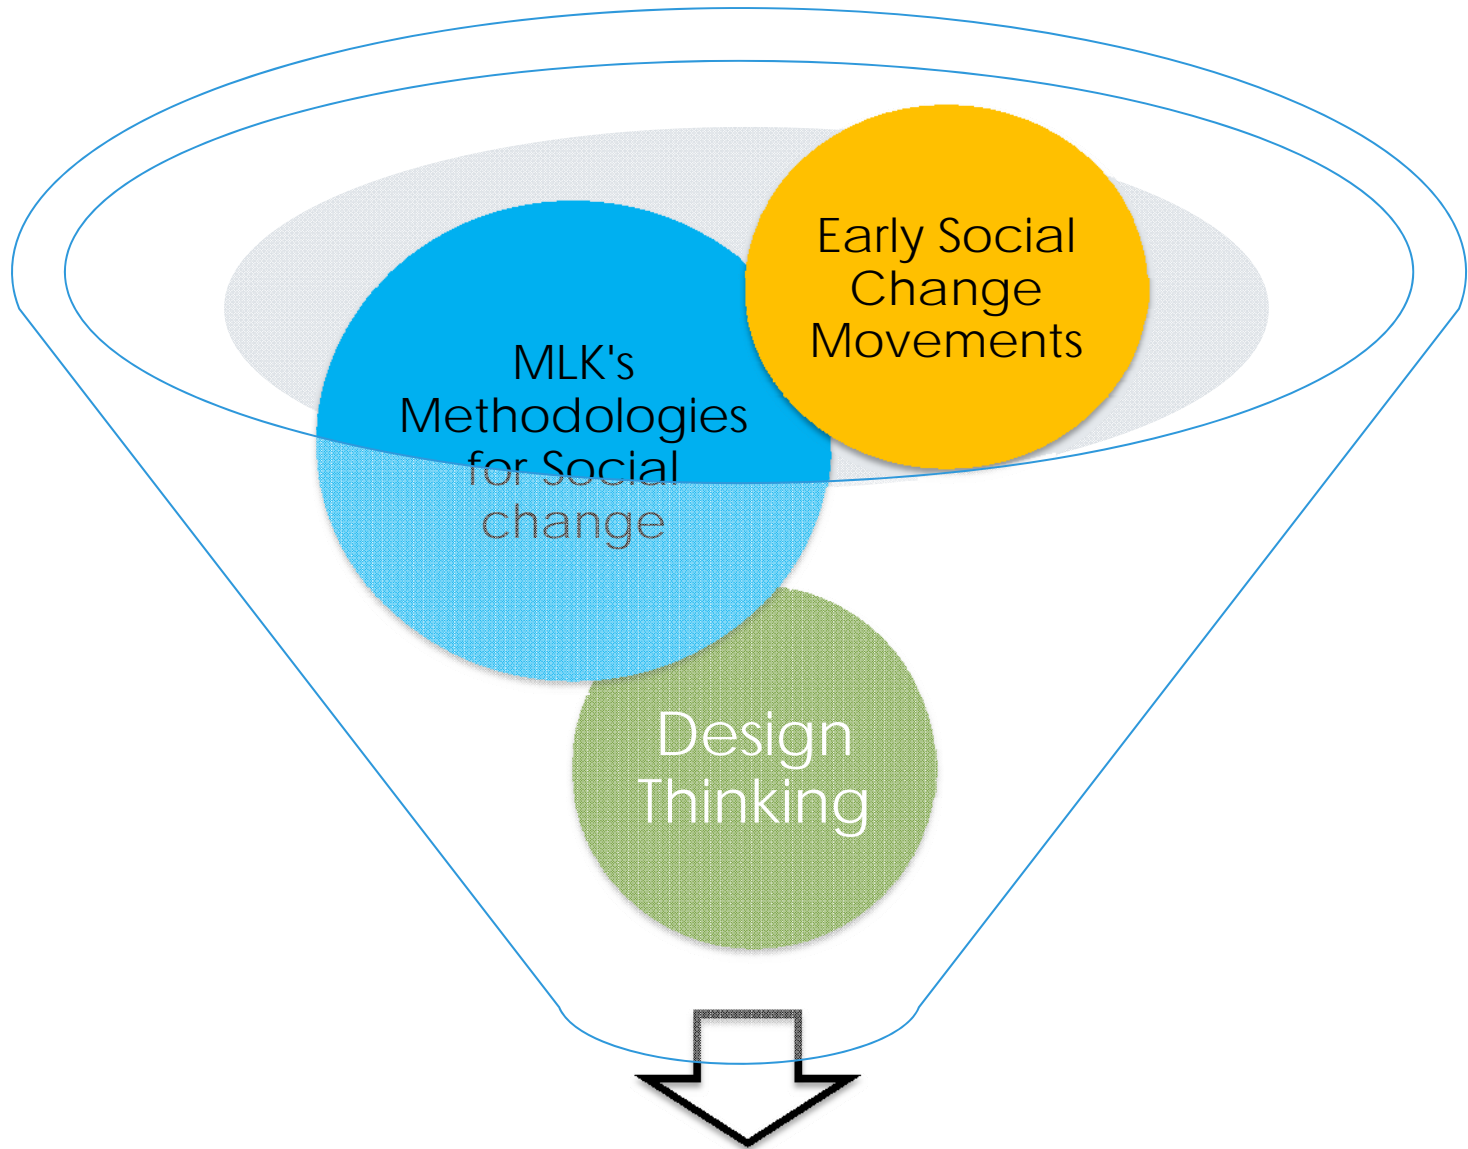 Early Social
Change
Movements
MLK's
Methodologies
for Social
change
Design
Thinking